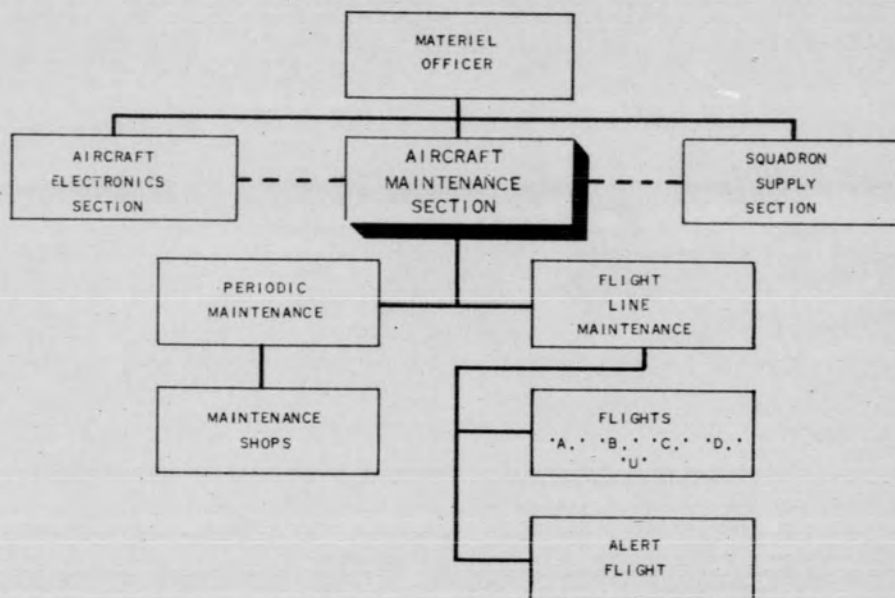 MATERIEL
OFFICER
AIRCRAFT
ELECTRONICS
SECTION
AIRCRAFT
MAINTENANCE
SECTION
SQUADRON
SUPPLY
SECTION
PERIODIC
MAINTENANCE
FLIGHT
LINE
MAINTENANCE
MAINTENANCE
SHOPS
FLIGHTS
"A," "B," "C," "D,"
"U"
ALERT
FLIGHT